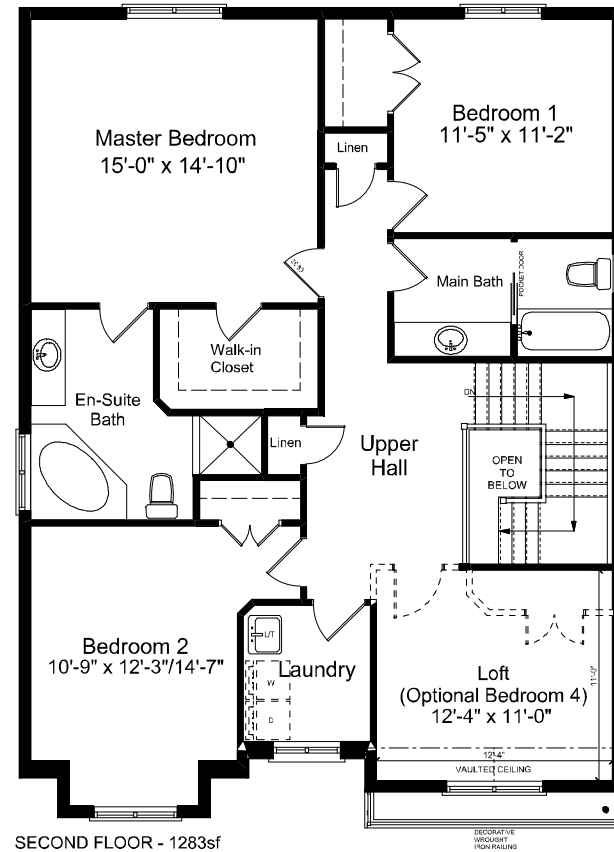 Master Bedroom
15'-0" x 14'-10"
Bedroom 1
11'-5" x 11'-2"
Linen
Main Bath
POCKET DOOR
Walk-in
Closet
En-Suite
Bath
Linen
Upper
Hall
DN
OPEN
TO
BELOW
Bedroom 2
10'-9" x 12'-3"/14'-7"
L/T
W
D
Laundry
Loft
(Optional Bedroom 4)
12'-4" x 11'-0"
11'-0"
12'-4"
VAULTED CEILING
DECORATIVE
WROUGHT
IRON RAILING
SECOND FLOOR - 1283sf